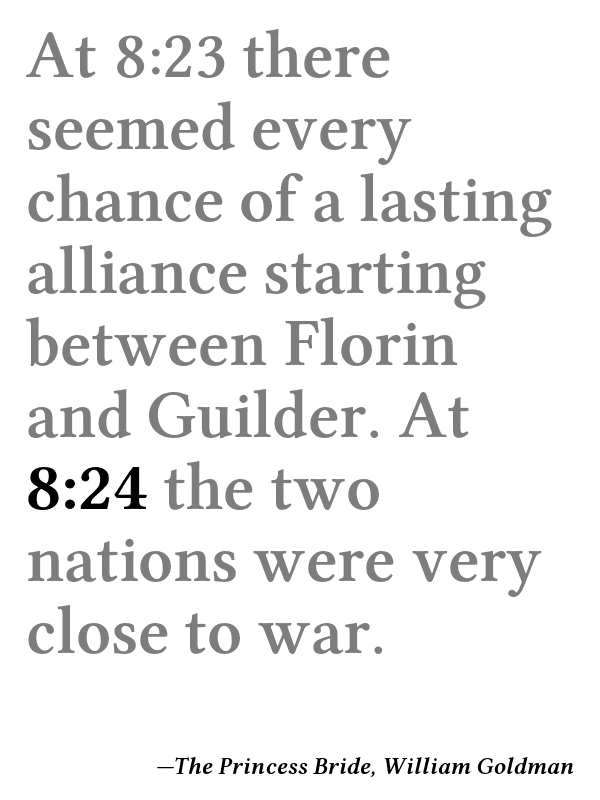 At 8:23 there
seemed every
chance of a lasting
alliance starting
between Florin
and Guilder. At
8:24 the two
nations were very
close to war.
—The Princess Bride, William Goldman